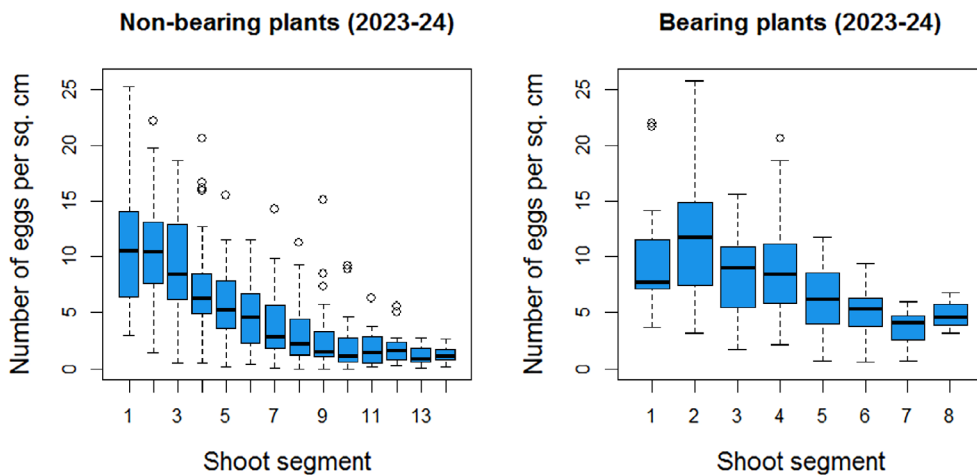 Non-bearing plants (2023-24)
Number of eggs per sq. cm
25
20
15
10
5
0
1 3 5 7 9 11 13
Shoot segment
Bearing plants (2023-24)
Number of eggs per sq. cm
25
20
15
10
5
0
1 2 3 4 5 6 7 8
Shoot segment